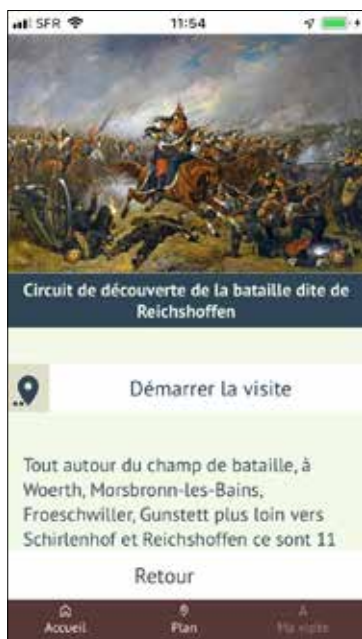 SFR 11:54
Circuit de découverte de la bataille dite de
Reichshoffen
Démarrer la visite
Tout autour du champ de bataille, à
Woerth, Morsbronn-les-Bains,
Froeschwiller, Gunstett plus loin vers
Schirlenhof et Reichshoffen ce sont 11
Retour
Accueil Plan Ma visite